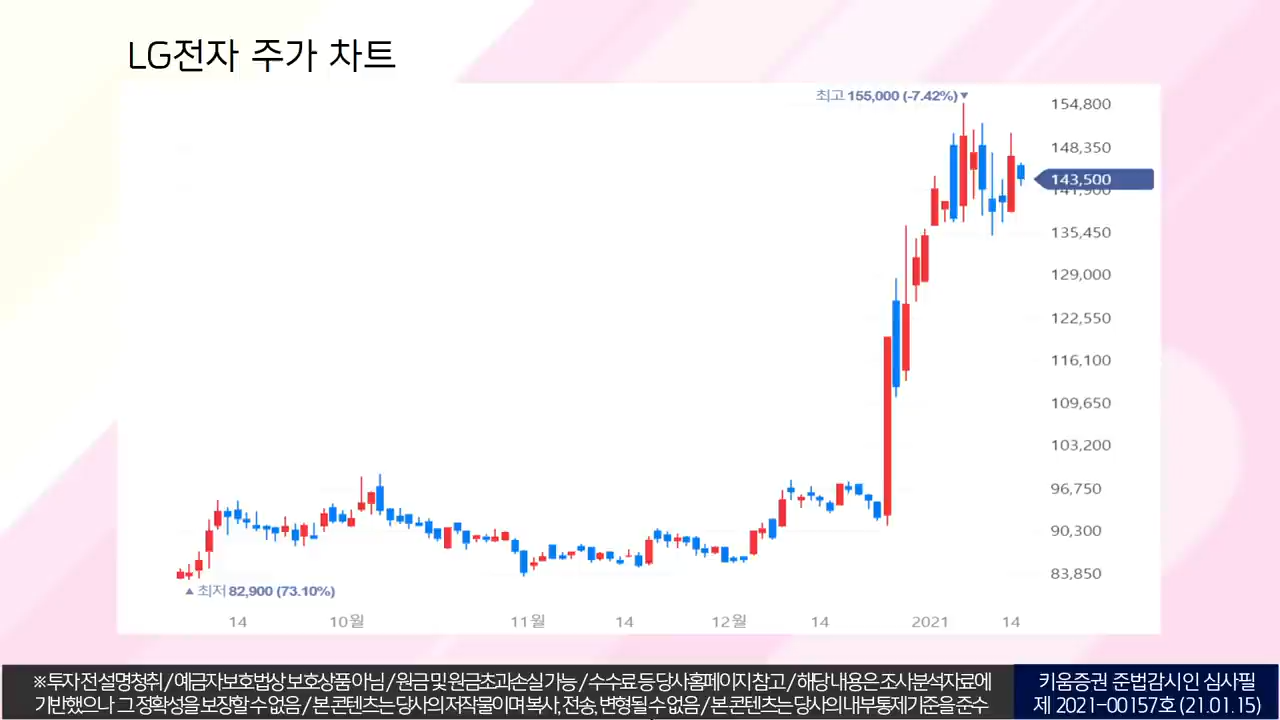 LG전자 주가 차트
최고 155,000 (-7.42%)▼
154,800
148,350
143,500
141,900
135,450
129,000
122,550
116,100
109,650
103,200
96,750
90,300
83,850
▲ 최저 82,900 (73.10%)
14 10월 11월 14 12월 14 2021 14
※ 투자 전 설명청취 / 예금자보호법상 보호상품 아님 / 원금 및 원금초과손실 가능 / 수수료 등 당사홈페이지 참고 / 해당 내용은 조사분석자료에
기반했으나 그 정확성을 보장할 수 없음 / 본 콘텐츠는 당사의 저작물이며 복사, 전송, 변형될 수 없음 / 본 콘텐츠는 당사의 내부통제기준을 준수
키움증권 준법감시인 심사필
제 2021-00157호 (21.01.15)